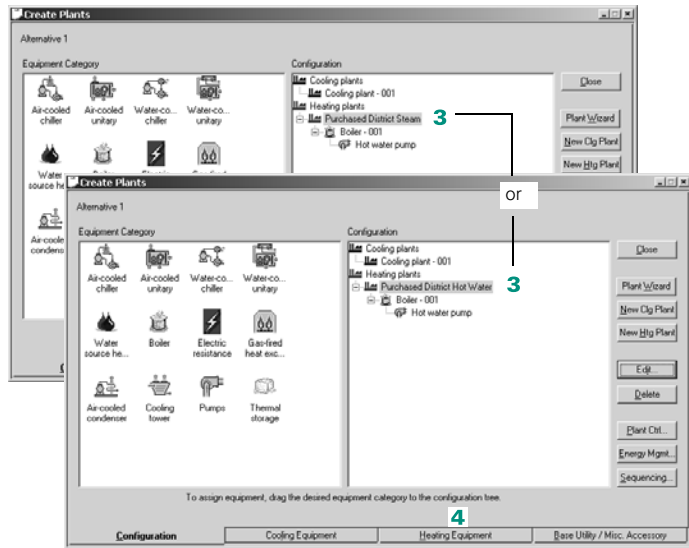 Create Plants
Alternative 1
Equipment Category
Configuration
Air-cooled chiller
Air-cooled unitary
Water-co... chiller
Water-co... unitary
Water source he
Cooling plants
Cooling plant - 001
Heating plants
Purchased District Steam
Boiler - 001
Hot water pump
3
Close
Plant Wizard
New Clg Plant
New Htg Plant
or
Create Plants
Alternative 1
Equipment Category
Configuration
Air-cooled chiller
Air-cooled unitary
Water-co... chiller
Water-co... unitary
Water source he...
Boiler
Electric resistance
Gas-fired heat exc...
Air-cooled condenser
Cooling tower
Pumps
Thermal storage
Cooling plants
Cooling plant - 001
Heating plants
Purchased District Hot Water
Boiler - 001
Hot water pump
3
Close
Plant Wizard
New Clg Plant
New Htg Plant
Edit...
Delete
Plant Ctrl...
Energy Mgmt...
Sequencing...
To assign equipment, drag the desired equipment category to the configuration tree.
4
Configuration
Cooling Equipment
Heating Equipment
Base Utility / Misc. Accessory